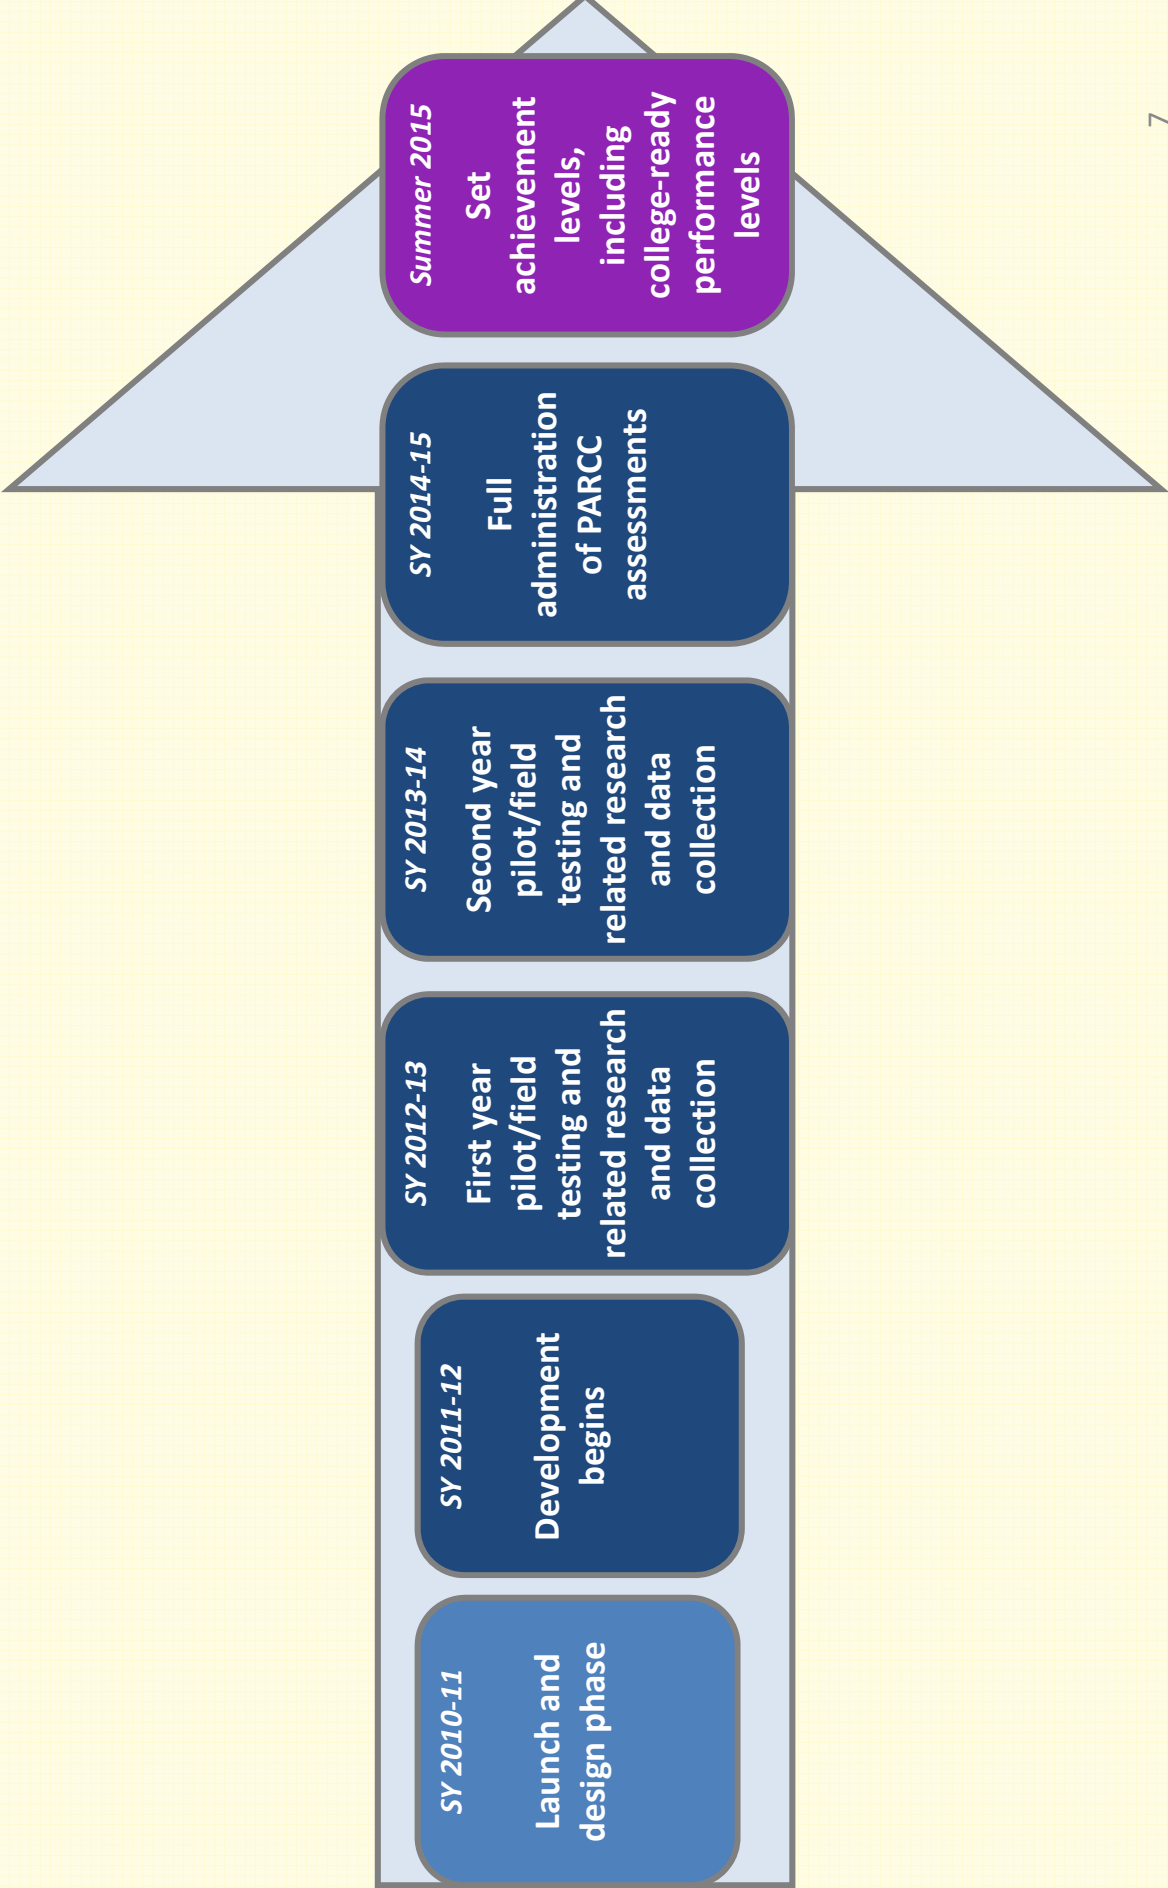 SY 2010-11
Launch and
design phase
SY 2011-12
Development
begins
SY 2012-13
First year
pilot/field
testing and
related research
and data
collection
SY 2013-14
Second year
pilot/field
testing and
related research
and data
collection
SY 2014-15
Full
administration
of PARCC
assessments
Summer 2015
Set
achievement
levels,
including
college-ready
performance
levels
7